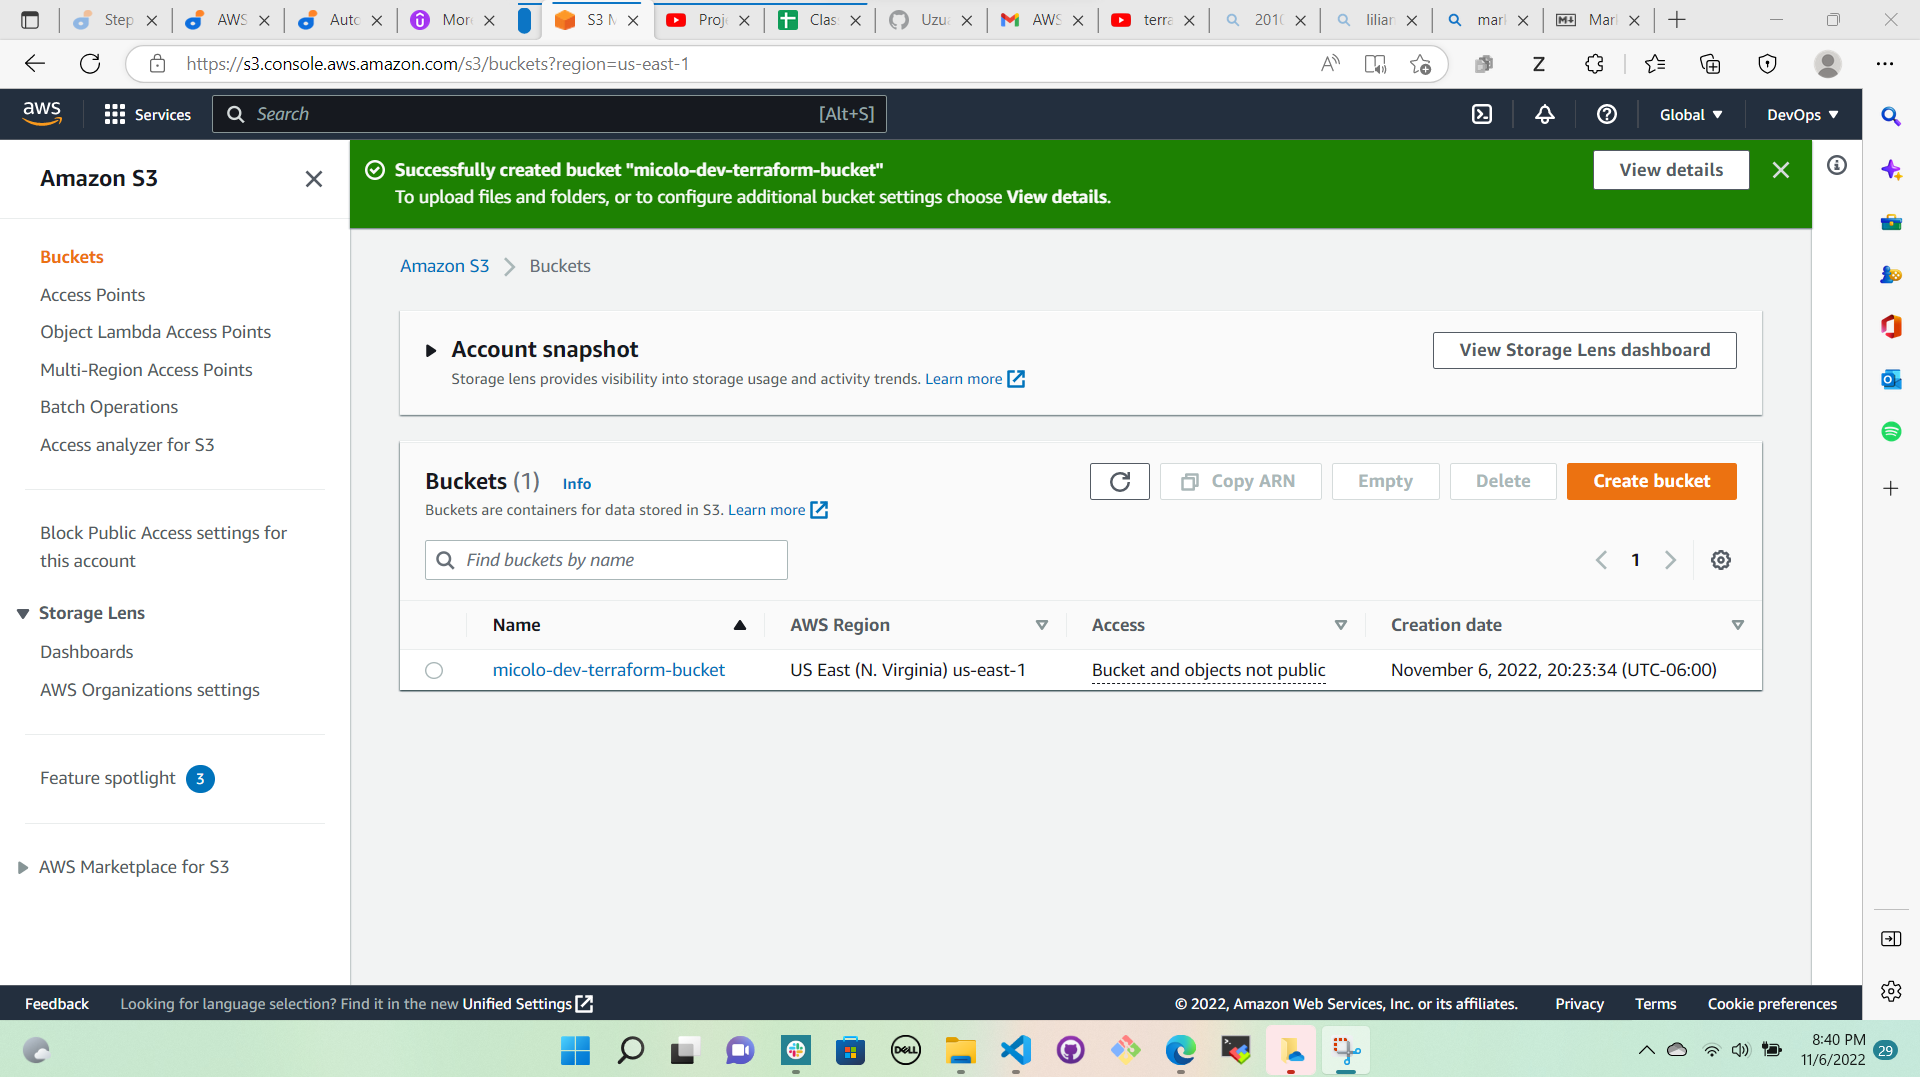 Step
AWS
Auto
More
S3 M
Proje
Clas
Uzua
AWS
terra
2010
lilian
mark
Mark
https://s3.console.aws.amazon.com/s3/buckets?region=us-east-1
Z
aws
Services
Search
[Alt+S]
Global
DevOps
Amazon S3
Successfully created bucket "micolo-dev-terraform-bucket"
To upload files and folders, or to configure additional bucket settings choose View details.
View details
Buckets
Access Points
Object Lambda Access Points
Multi-Region Access Points
Batch Operations
Access analyzer for S3
Block Public Access settings for
this account
Storage Lens
Dashboards
AWS Organizations settings
Feature spotlight 3
AWS Marketplace for S3
Amazon S3 Buckets
Account snapshot
Storage lens provides visibility into storage usage and activity trends. Learn more
View Storage Lens dashboard
Buckets (1) Info
Buckets are containers for data stored in S3. Learn more
Copy ARN
Empty
Delete
Create bucket
Find buckets by name
1
Name AWS Region Access Creation date
micolo-dev-terraform-bucket US East (N. Virginia) us-east-1 Bucket and objects not public November 6, 2022, 20:23:34 (UTC-06:00)
Feedback Looking for language selection? Find it in the new Unified Settings
© 2022, Amazon Web Services, Inc. or its affiliates. Privacy Terms Cookie preferences
DELL
8:40 PM
11/6/2022
29